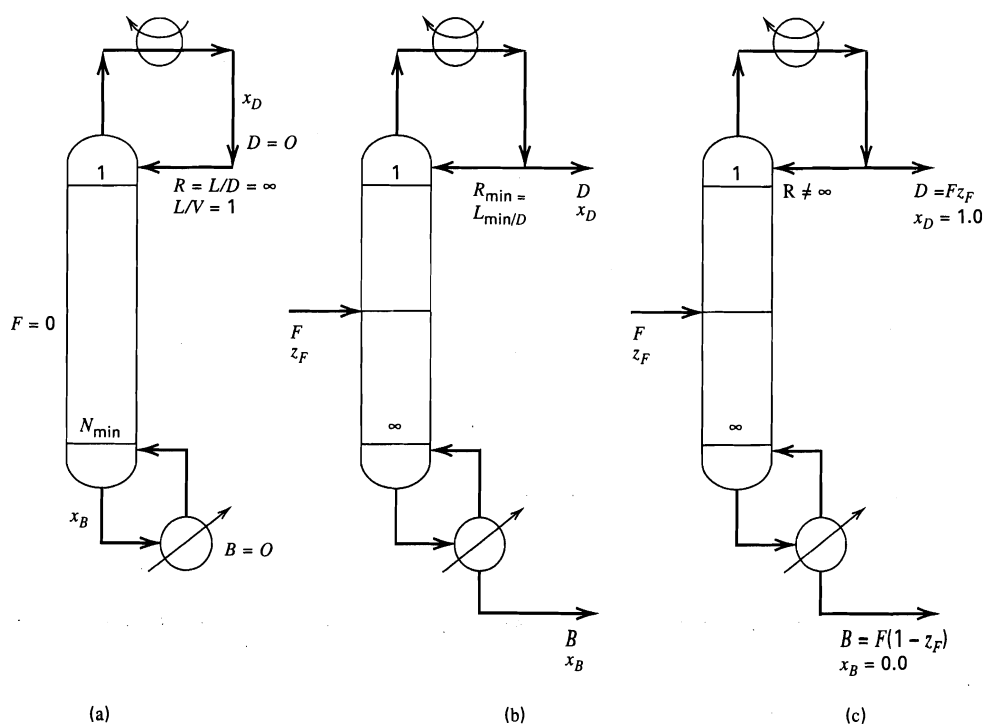 x_D
D = O
1
R = L/D = ∞
L/V = 1
F = 0
N_min
x_B
B = O
(a)
1
R_min =
L_min/D
D
x_D
F
z_F
∞
B
x_B
(b)
1
R ≠ ∞
D =Fz_F
x_D = 1.0
F
z_F
∞
B = F(1 – z_F)
x_B = 0.0
(c)